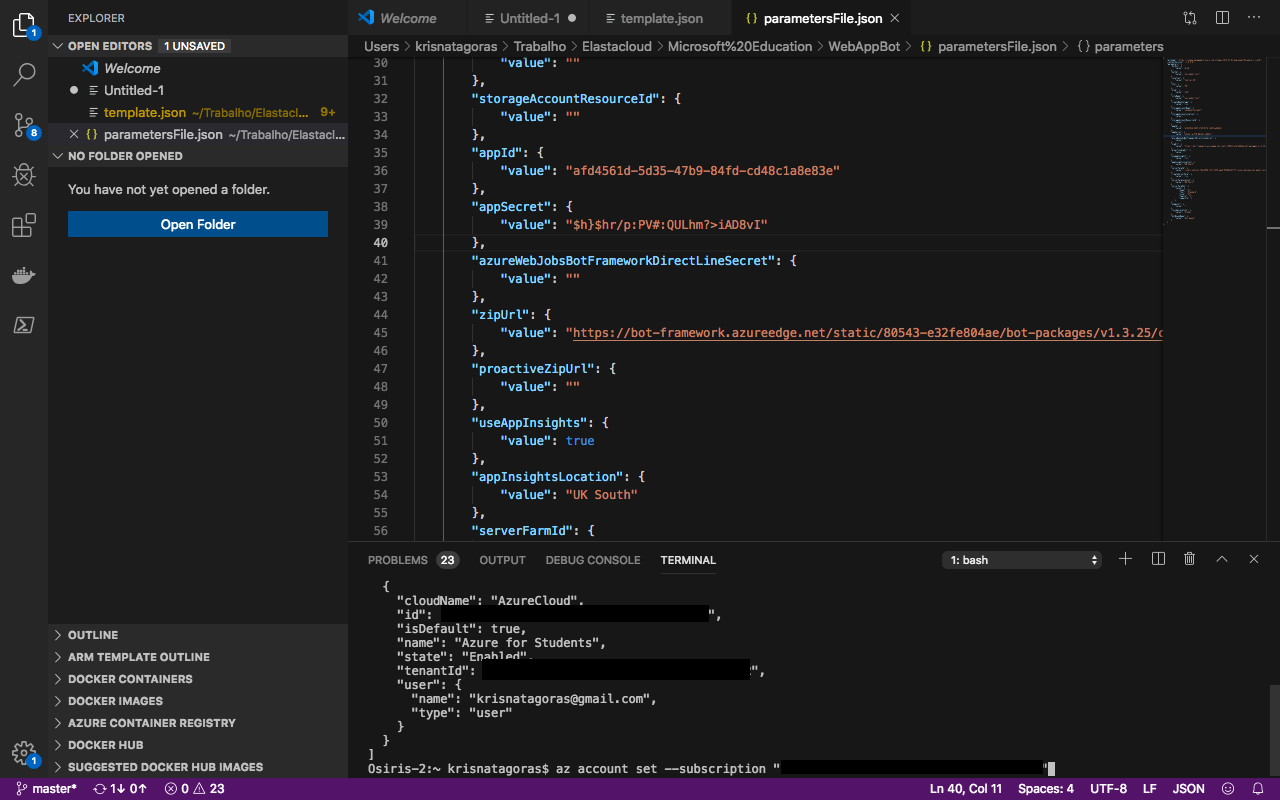 EXPLORER
OPEN EDITORS 1 UNSAVED
Welcome
Untitled-1
template.json ~/Trabalho/Elastacl... 9+
parametersFile.json ~/Trabalho/Elastacl...
NO FOLDER OPENED
You have not yet opened a folder.
Open Folder
OUTLINE
ARM TEMPLATE OUTLINE
DOCKER CONTAINERS
DOCKER IMAGES
AZURE CONTAINER REGISTRY
DOCKER HUB
SUGGESTED DOCKER HUB IMAGES
1
8
1
Welcome Untitled-1 template.json {} parametersFile.json
Users > krisnatagoras > Trabalho > Elastacloud > Microsoft%20Education > WebAppBot > {} parametersFile.json > {} parameters
30 "value": ""
31 },
32 "storageAccountResourceId": {
33 "value": ""
34 },
35 "appId": {
36 "value": "afd4561d-5d35-47b9-84fd-cd48c1a8e83e"
37 },
38 "appSecret": {
39 "value": "$h}$hr/p:PV#:QULhm?>iAD8vI"
40 },
41 "azureWebJobsBotFrameworkDirectLineSecret": {
42 "value": ""
43 },
44 "zipUrl": {
45 "value": "https://bot-framework.azureedge.net/static/80543-e32fe804ae/bot-packages/v1.3.25/c
46 },
47 "proactiveZipUrl": {
48 "value": ""
49 },
50 "useAppInsights": {
51 "value": true
52 },
53 "appInsightsLocation": {
54 "value": "UK South"
55 },
56 "serverFarmId": {
PROBLEMS 23 OUTPUT DEBUG CONSOLE TERMINAL 1: bash
{
"cloudName": "AzureCloud",
"id": ",
"isDefault": true,
"name": "Azure for Students",
"state": "Enabled",
"tenantId": ",
"user": {
"name": "krisnatagoras@gmail.com",
"type": "user"
}
}
]
Osiris-2:~ krisnatagoras$ az account set --subscription ""
master* 1↓ 0↑ 0 23 Ln 40, Col 11 Spaces: 4 UTF-8 LF JSON